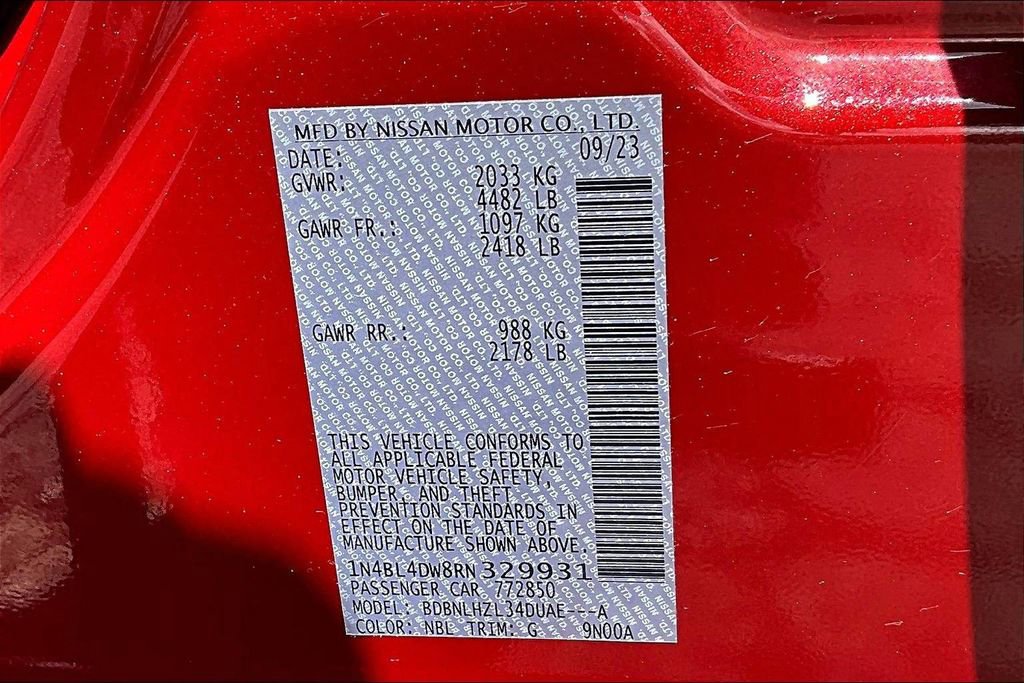 MFD BY NISSAN MOTOR CO., LTD.
DATE: 09/23
GVWR: 2033 KG
4482 LB
GAWR FR.: 1097 KG
2418 LB
GAWR RR.: 988 KG
2178 LB
THIS VEHICLE CONFORMS TO
ALL APPLICABLE FEDERAL
MOTOR VEHICLE SAFETY,
BUMPER, AND THEFT
PREVENTION STANDARDS IN
EFFECT ON THE DATE OF
MANUFACTURE SHOWN ABOVE.
1N4BL4DW8RN329931
PASSENGER CAR 772850
MODEL: BDBNLHZL34DUAE---A
COLOR: NBL TRIM: G 9N00A